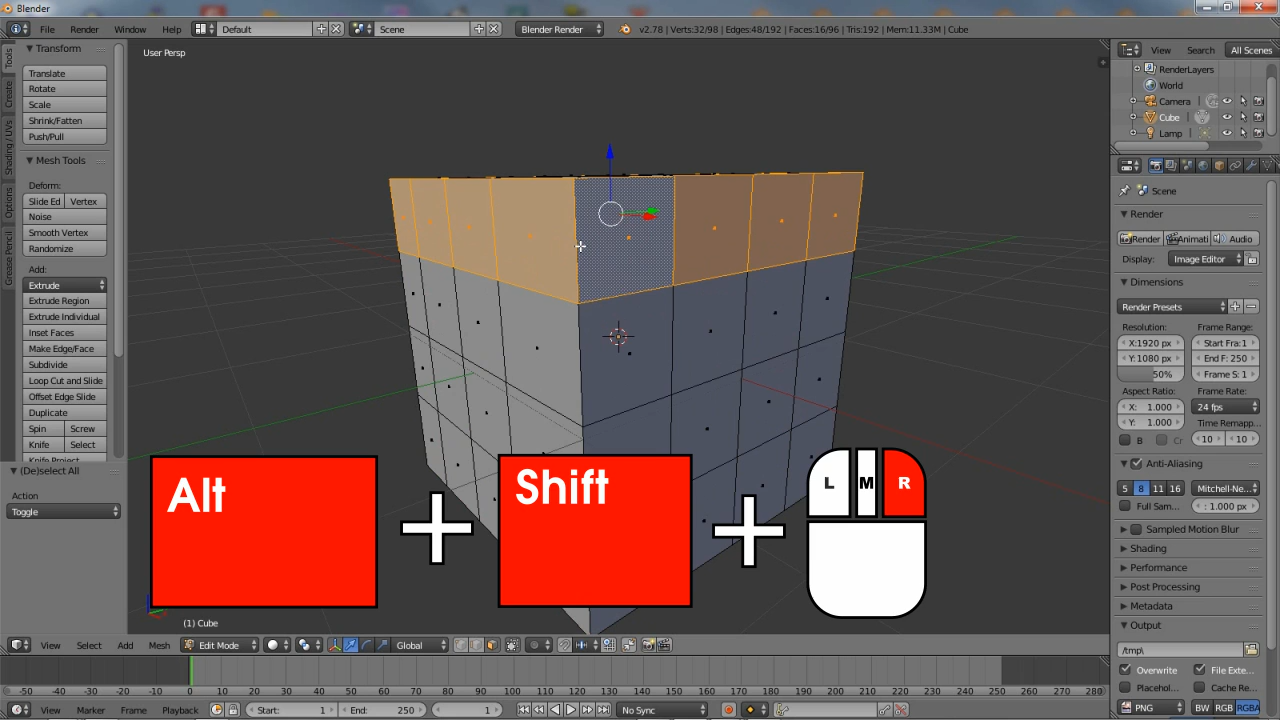 Blender
File Render Window Help Default Scene Blender Render v2.78 | Verts:32/98 | Edges:48/192 | Faces:16/96 | Tris:192 | Mem:11.33M | Cube
Tools
Create
Shading / UVs
Options
Grease Pencil
Transform
Translate
Rotate
Scale
Shrink/Fatten
Push/Pull
Mesh Tools
Deform:
Slide Ed Vertex
Noise
Smooth Vertex
Randomize
Add:
Extrude
Extrude Region
Extrude Individual
Inset Faces
Make Edge/Face
Subdivide
Loop Cut and Slide
Offset Edge Slide
Duplicate
Spin Screw
Knife Select
Knife Project
(De)select All
Action
Toggle
User Persp
Alt
Shift
L M R
(1) Cube
View Select Add Mesh Edit Mode Global
-50 -40 -30 -20 -10 0 10 20 30 40 50 60 70 80 90 100 110 120 130 140 150 160 170 180 190 200 210 220 230 240 250 260 270 280
View Marker Frame Playback Start: 1 End: 250 1 No Sync
View Search All Scenes
RenderLayers
World
Camera
Cube
Lamp
Scene
Render
Render Animati Audio
Display: Image Editor
Dimensions
Render Presets
Resolution: Frame Range:
X:1920 px Start Fra:1
Y:1080 px End F: 250
50% Frame S: 1
Aspect Ratio: Frame Rate:
X: 1.000 24 fps
Y: 1.000 Time Remapp...
B Cr 10 10
Anti-Aliasing
5 8 11 16 Mitchell-Ne...
Full Sam... : 1.000 px
Sampled Motion Blur
Shading
Performance
Post Processing
Metadata
Output
/tmp\
Overwrite File Exte...
Placehol... Cache Re...
PNG BW RGB RGBA